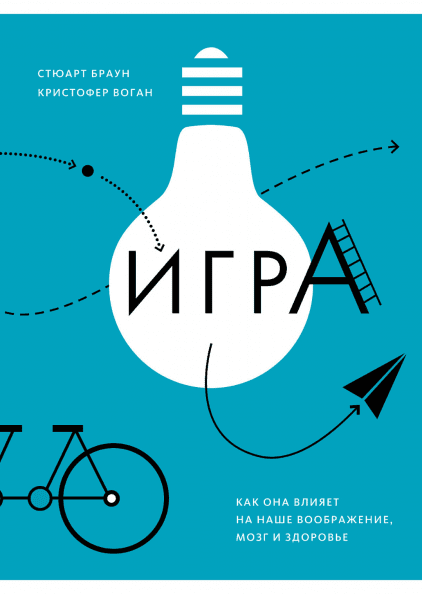 СТЮАРТ БРАУН
КРИСТОФЕР ВОГАН
ИГРА
КАК ОНА ВЛИЯЕТ
НА НАШЕ ВООБРАЖЕНИЕ,
МОЗГ И ЗДОРОВЬЕ